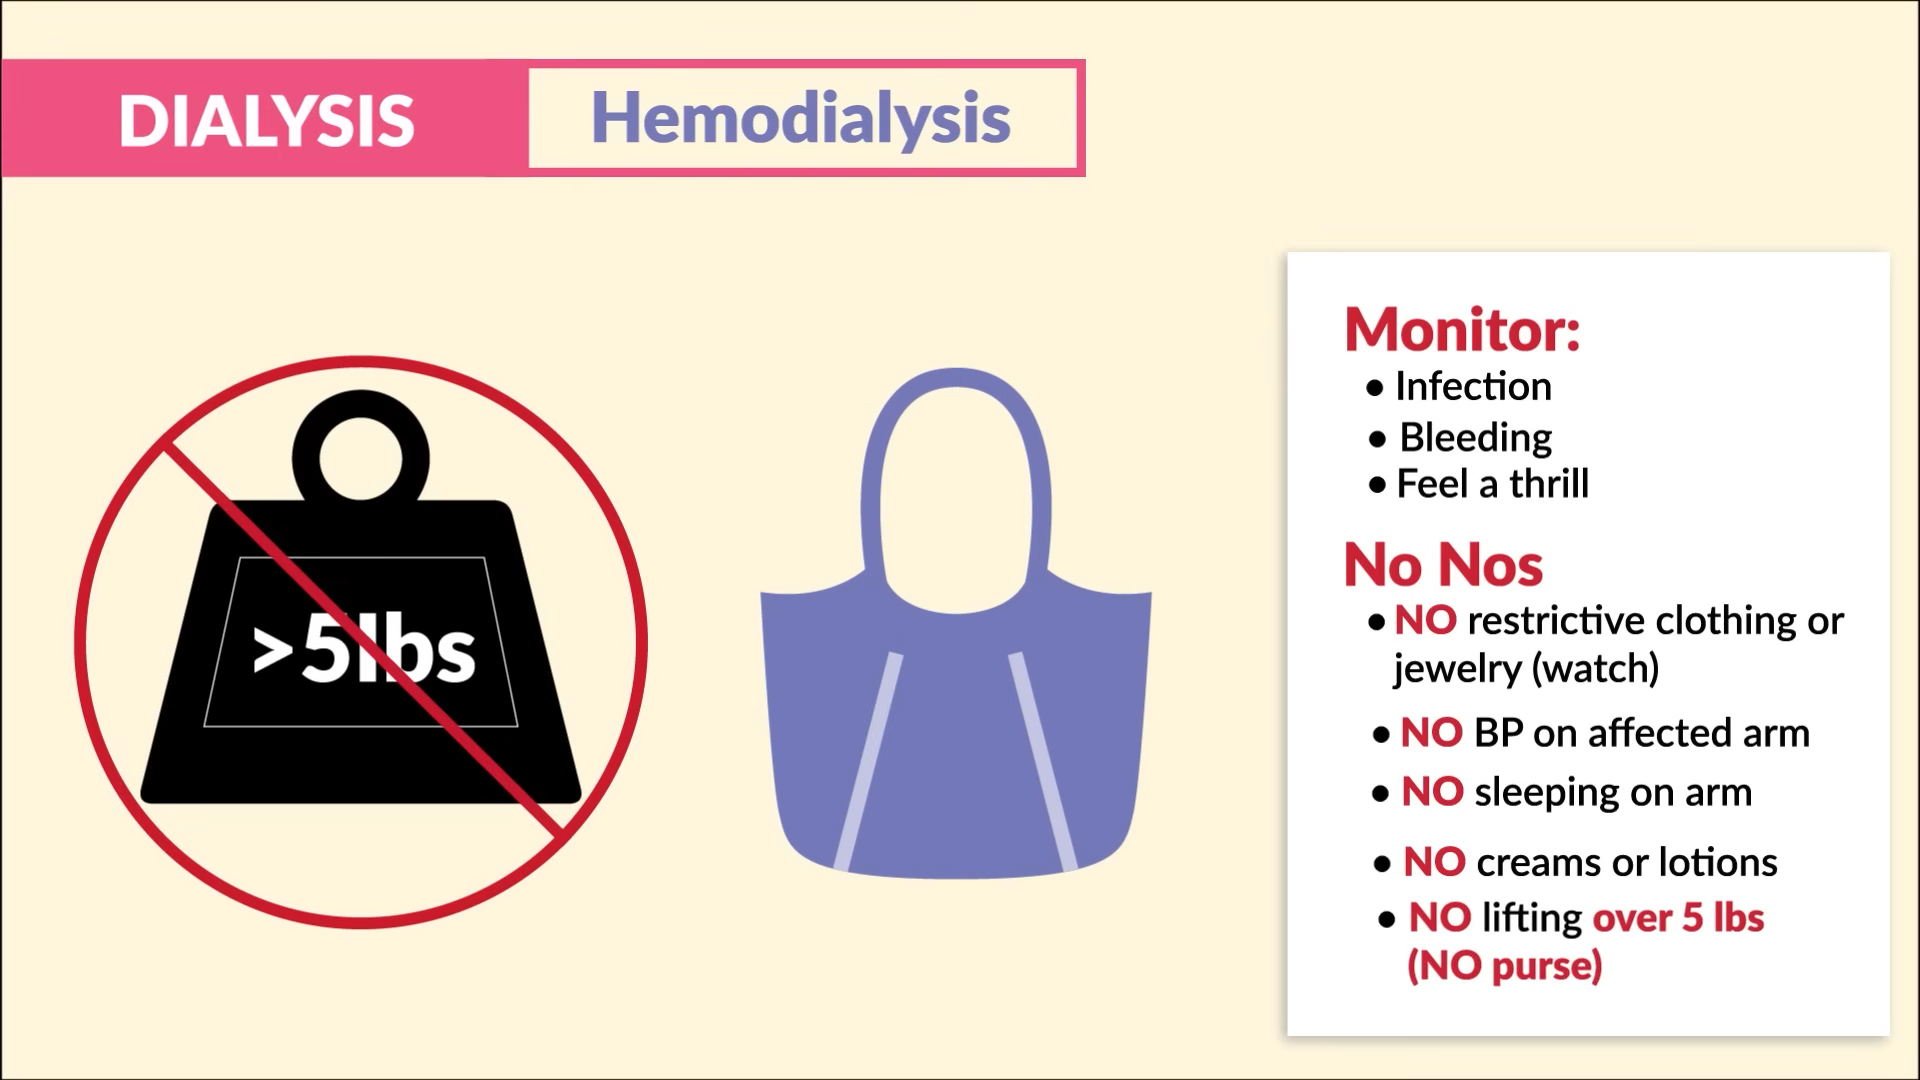 DIALYSIS
Hemodialysis
>5lbs
Monitor:
• Infection
• Bleeding
• Feel a thrill
No Nos
• NO restrictive clothing or
jewelry (watch)
• NO BP on affected arm
• NO sleeping on arm
• NO creams or lotions
• NO lifting over 5 lbs
(NO purse)